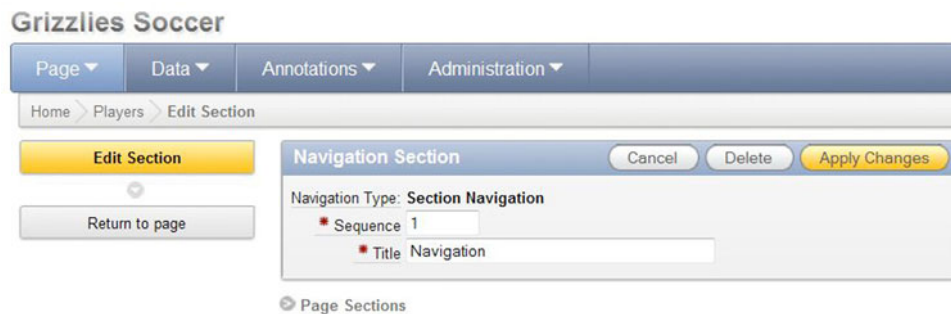 Grizzlies Soccer
Page Data Annotations Administration
Home Players Edit Section
Edit Section
Return to page
Navigation Section Cancel Delete Apply Changes
Navigation Type: Section Navigation
* Sequence 1
* Title Navigation
Page Sections